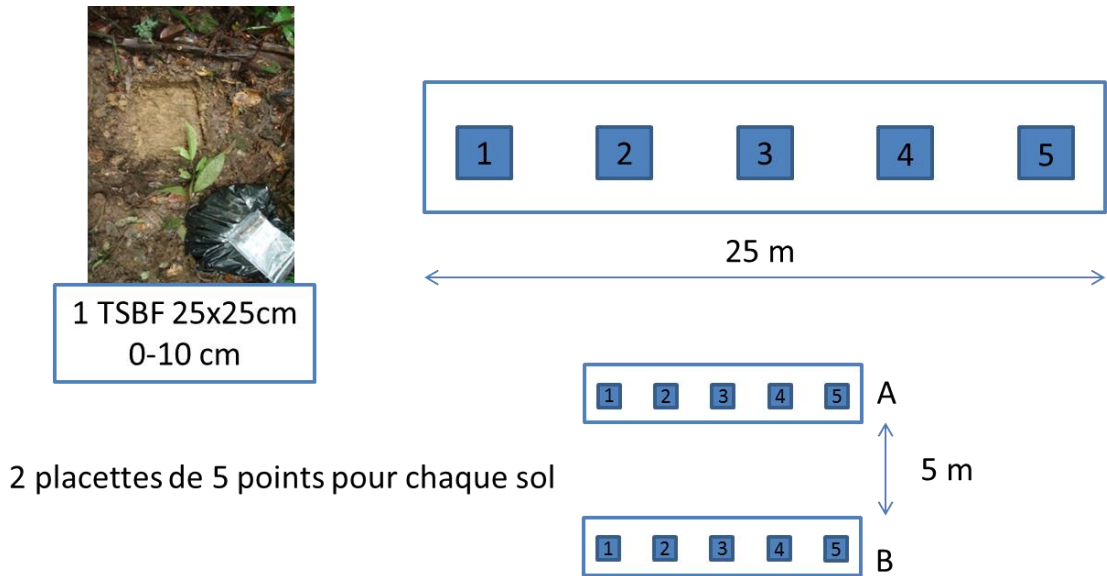 1 TSBF 25x25cm
0-10 cm
1 2 3 4 5
25 m
1 2 3 4 5
A
5 m
2 placettes de 5 points pour chaque sol
1 2 3 4 5
B